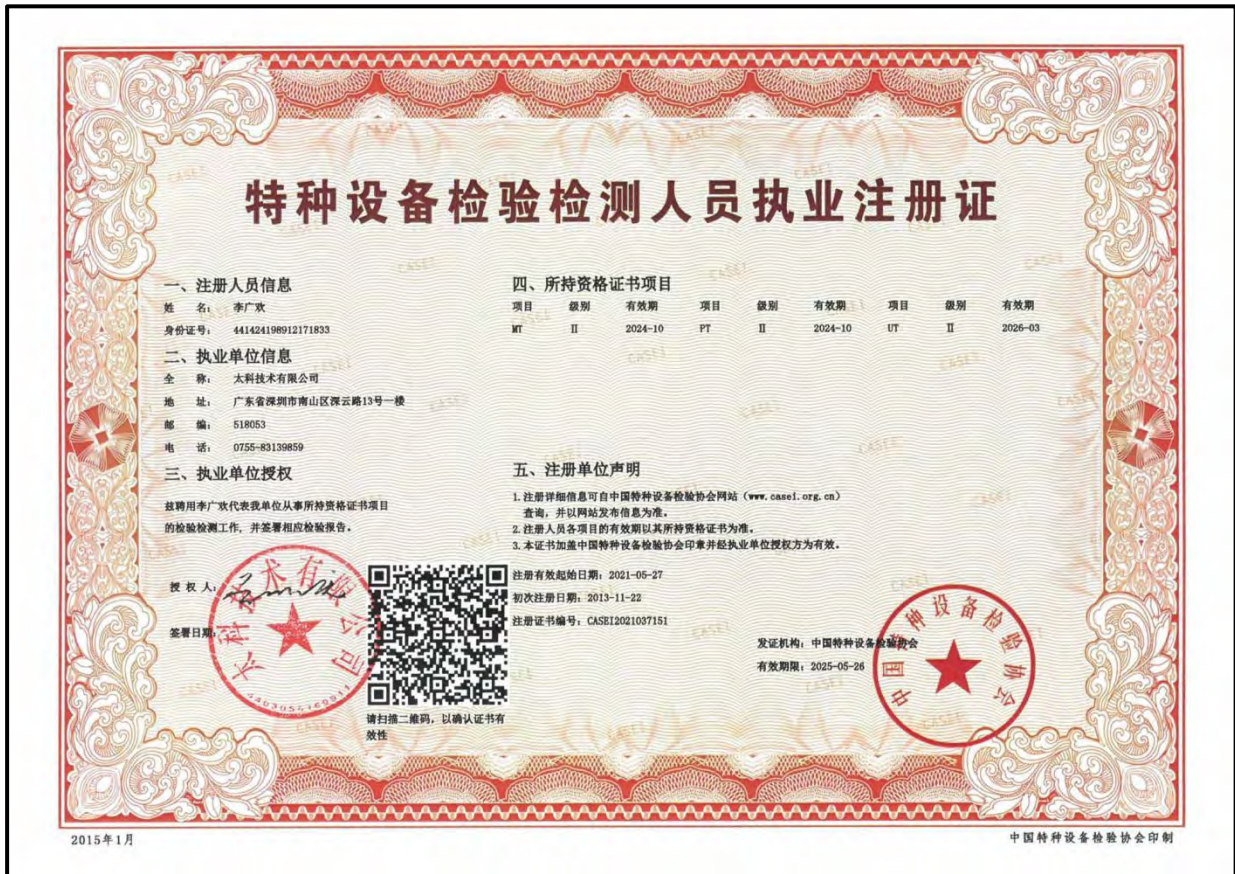 特种设备检验检测人员执业注册证
一、注册人员信息
姓 名: 李广欢
身份证号: 441424198912171833
二、执业单位信息
全 称: 太科技术有限公司
地 址: 广东省深圳市南山区深云路13号一楼
邮 编: 518053
电 话: 0755-83139859
三、执业单位授权
兹聘用李广欢代表我单位从事所持资格证书项目
的检验检测工作,并签署相应检验报告。
授 权 人:
签署日期:
太科技术有限公司
请扫描二维码,以确认证书有
效性
四、所持资格证书项目
项目 级别 有效期 项目 级别 有效期 项目 级别 有效期
MT II 2024-10 PT II 2024-10 UT II 2026-03
五、注册单位声明
1.注册详细信息可自中国特种设备检验协会网站(www.casei.org.cn)
查询,并以网站发布信息为准。
2.注册人员各项目的有效期以其所持资格证书为准。
3.本证书加盖中国特种设备检验协会印章并经执业单位授权方为有效。
注册有效起始日期: 2021-05-27
初次注册日期: 2013-11-22
注册证书编号: CASEI2021037151
发证机构: 中国特种设备检验协会
有效期限: 2025-05-26
中国特种设备检验协会
2015年1月
中国特种设备检验协会印制